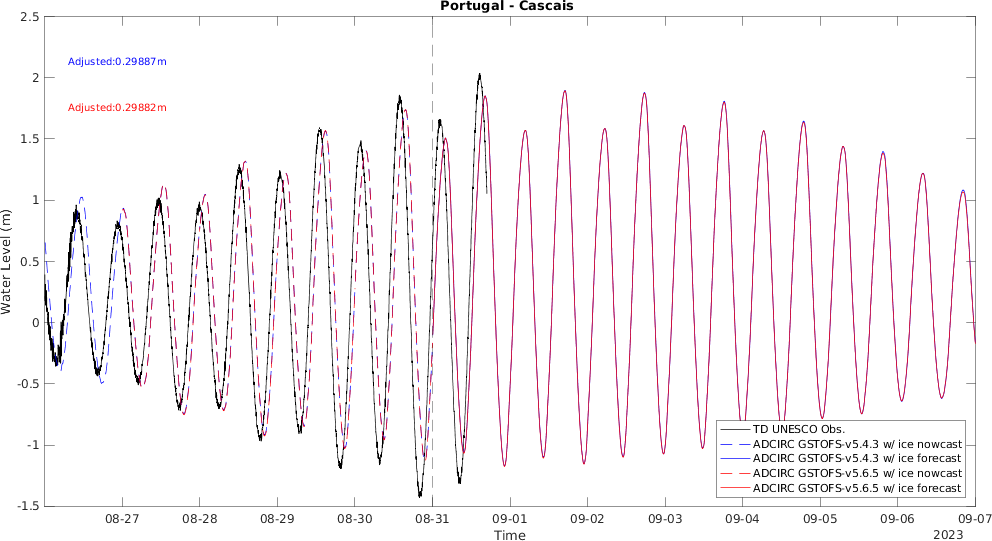 Portugal - Cascais
2.5
2
1.5
1
0.5
0
-0.5
-1
-1.5
Water Level (m)
Adjusted:0.29887m
Adjusted:0.29882m
TD UNESCO Obs.
ADCIRC GSTOFS-v5.4.3 w/ ice nowcast
ADCIRC GSTOFS-v5.4.3 w/ ice forecast
ADCIRC GSTOFS-v5.6.5 w/ ice nowcast
ADCIRC GSTOFS-v5.6.5 w/ ice forecast
08-27 08-28 08-29 08-30 08-31 09-01 09-02 09-03 09-04 09-05 09-06 09-07
Time
2023